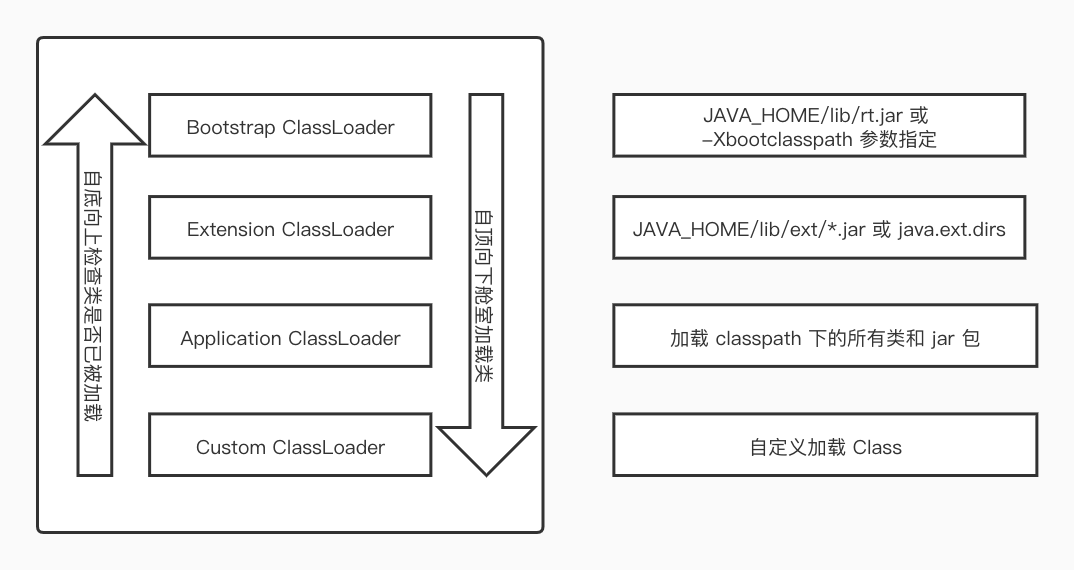 自底向上检查类是否已被加载
Bootstrap ClassLoader
Extension ClassLoader
Application ClassLoader
Custom ClassLoader
自顶向下舱室加载类
JAVA_HOME/lib/rt.jar 或
–Xbootclasspath 参数指定
JAVA_HOME/lib/ext/*.jar 或 java.ext.dirs
加载 classpath 下的所有类和 jar 包
自定义加载 Class